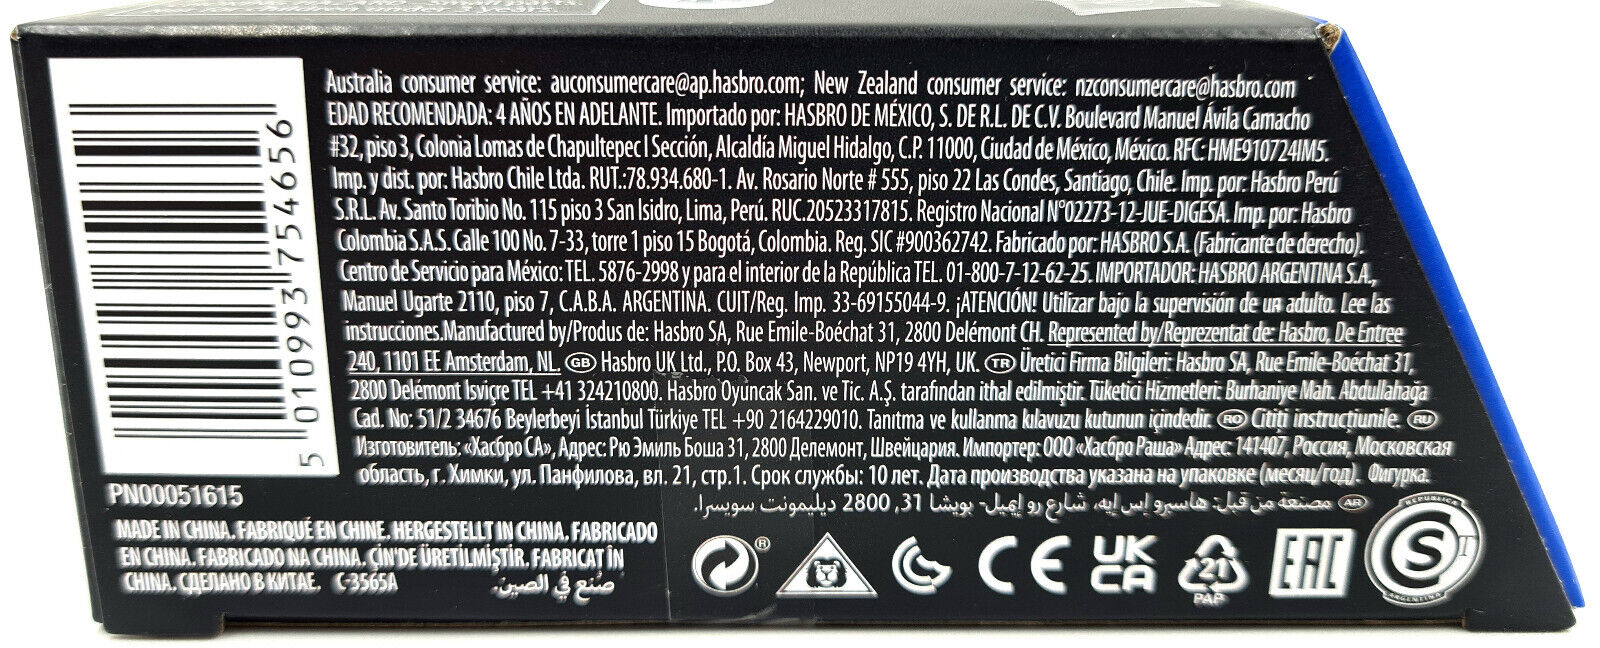 5 010993 754656
PN00051615
MADE IN CHINA. FABRIQUÉ EN CHINE. HERGESTELLT IN CHINA. FABRICADO
EN CHINA. FABRICADO NA CHINA. ÇİN'DE ÜRETİLMİŞTİR. FABRICAT ÎN
CHINA. СДЕЛАНО В КИТАЕ. C-3565A صنع في الصين.
Australia consumer service: auconsumercare@ap.hasbro.com; New Zealand consumer service: nzconsumercare@hasbro.com
EDAD RECOMENDADA: 4 AÑOS EN ADELANTE. Importado por: HASBRO DE MÉXICO, S. DE R.L. DE C.V. Boulevard Manuel Ávila Camacho
#32, piso 3, Colonia Lomas de Chapultepec I Sección, Alcaldía Miguel Hidalgo, C.P. 11000, Ciudad de México, México. RFC: HME910724IM5.
Imp. y dist. por: Hasbro Chile Ltda. RUT.:78.934.680-1. Av. Rosario Norte # 555, piso 22 Las Condes, Santiago, Chile. Imp. por: Hasbro Perú
S.R.L. Av. Santo Toribio No. 115 piso 3 San Isidro, Lima, Perú. RUC.20523317815. Registro Nacional N°02273-12-JUE-DIGESA. Imp. por: Hasbro
Colombia S.A.S. Calle 100 No. 7-33, torre 1 piso 15 Bogotá, Colombia. Reg. SIC #900362742. Fabricado por: HASBRO S.A. (Fabricante de derecho).
Centro de Servicio para México: TEL. 5876-2998 y para el interior de la República TEL. 01-800-7-12-62-25. IMPORTADOR: HASBRO ARGENTINA S.A.,
Manuel Ugarte 2110, piso 7, C.A.B.A. ARGENTINA. CUIT/Reg. Imp. 33-69155044-9. ¡ATENCIÓN! Utilizar bajo la supervisión de un adulto. Lee las
instrucciones.Manufactured by/Produs de: Hasbro SA, Rue Emile-Boéchat 31, 2800 Delémont CH. Represented by/Reprezentat de: Hasbro, De Entree
240, 1101 EE Amsterdam, NL. GB Hasbro UK Ltd., P.O. Box 43, Newport, NP19 4YH, UK. TR Üretici Firma Bilgileri: Hasbro SA, Rue Emile-Boéchat 31,
2800 Delémont Isviçre TEL +41 324210800. Hasbro Oyuncak San. ve Tic. A.Ş. tarafından ithal edilmiştir. Tüketici Hizmetleri: Burhaniye Mah. Abdullahağa
Cad. No: 51/2 34676 Beylerbeyi İstanbul Türkiye TEL +90 2164229010. Tanıtma ve kullanma kılavuzu kutunun içindedir. RO Citiți instrucțiunile. RU
Изготовитель: «Хасбро СА», Адрес: Рю Эмиль Боша 31, 2800 Делемонт, Швейцария. Импортер: ООО «Хасбро Раша» Адрес: 141407, Россия, Московская
область, г. Химки, ул. Панфилова, вл. 21, стр.1. Срок службы: 10 лет. Дата производства указана на упаковке (месяц/год). Фигурка.
AR مصنعة من قبل: هاسبرو إس إيه، شارع رو إيميل- بويشا 31, 2800 ديليمونت سويسرا.
®
CE
UK
CA
21
PAP
EAC
REPUBLICA
S T
ARGENTINA